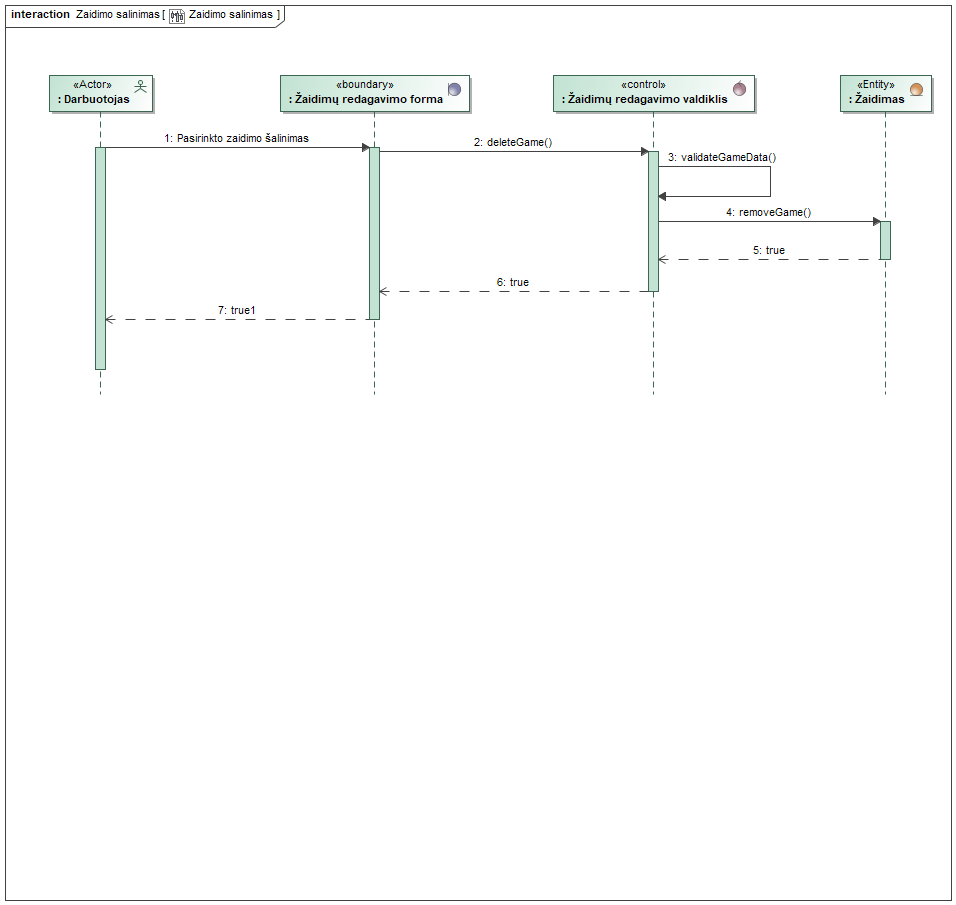 interaction Zaidimo salinimas [ Zaidimo salinimas ]
«Actor»
: Darbuotojas
«boundary»
: Žaidimų redagavimo forma
«control»
: Žaidimų redagavimo valdiklis
«Entity»
: Žaidimas
1: Pasirinkto zaidimo šalinimas
2: deleteGame()
3: validateGameData()
4: removeGame()
5: true
6: true
7: true1